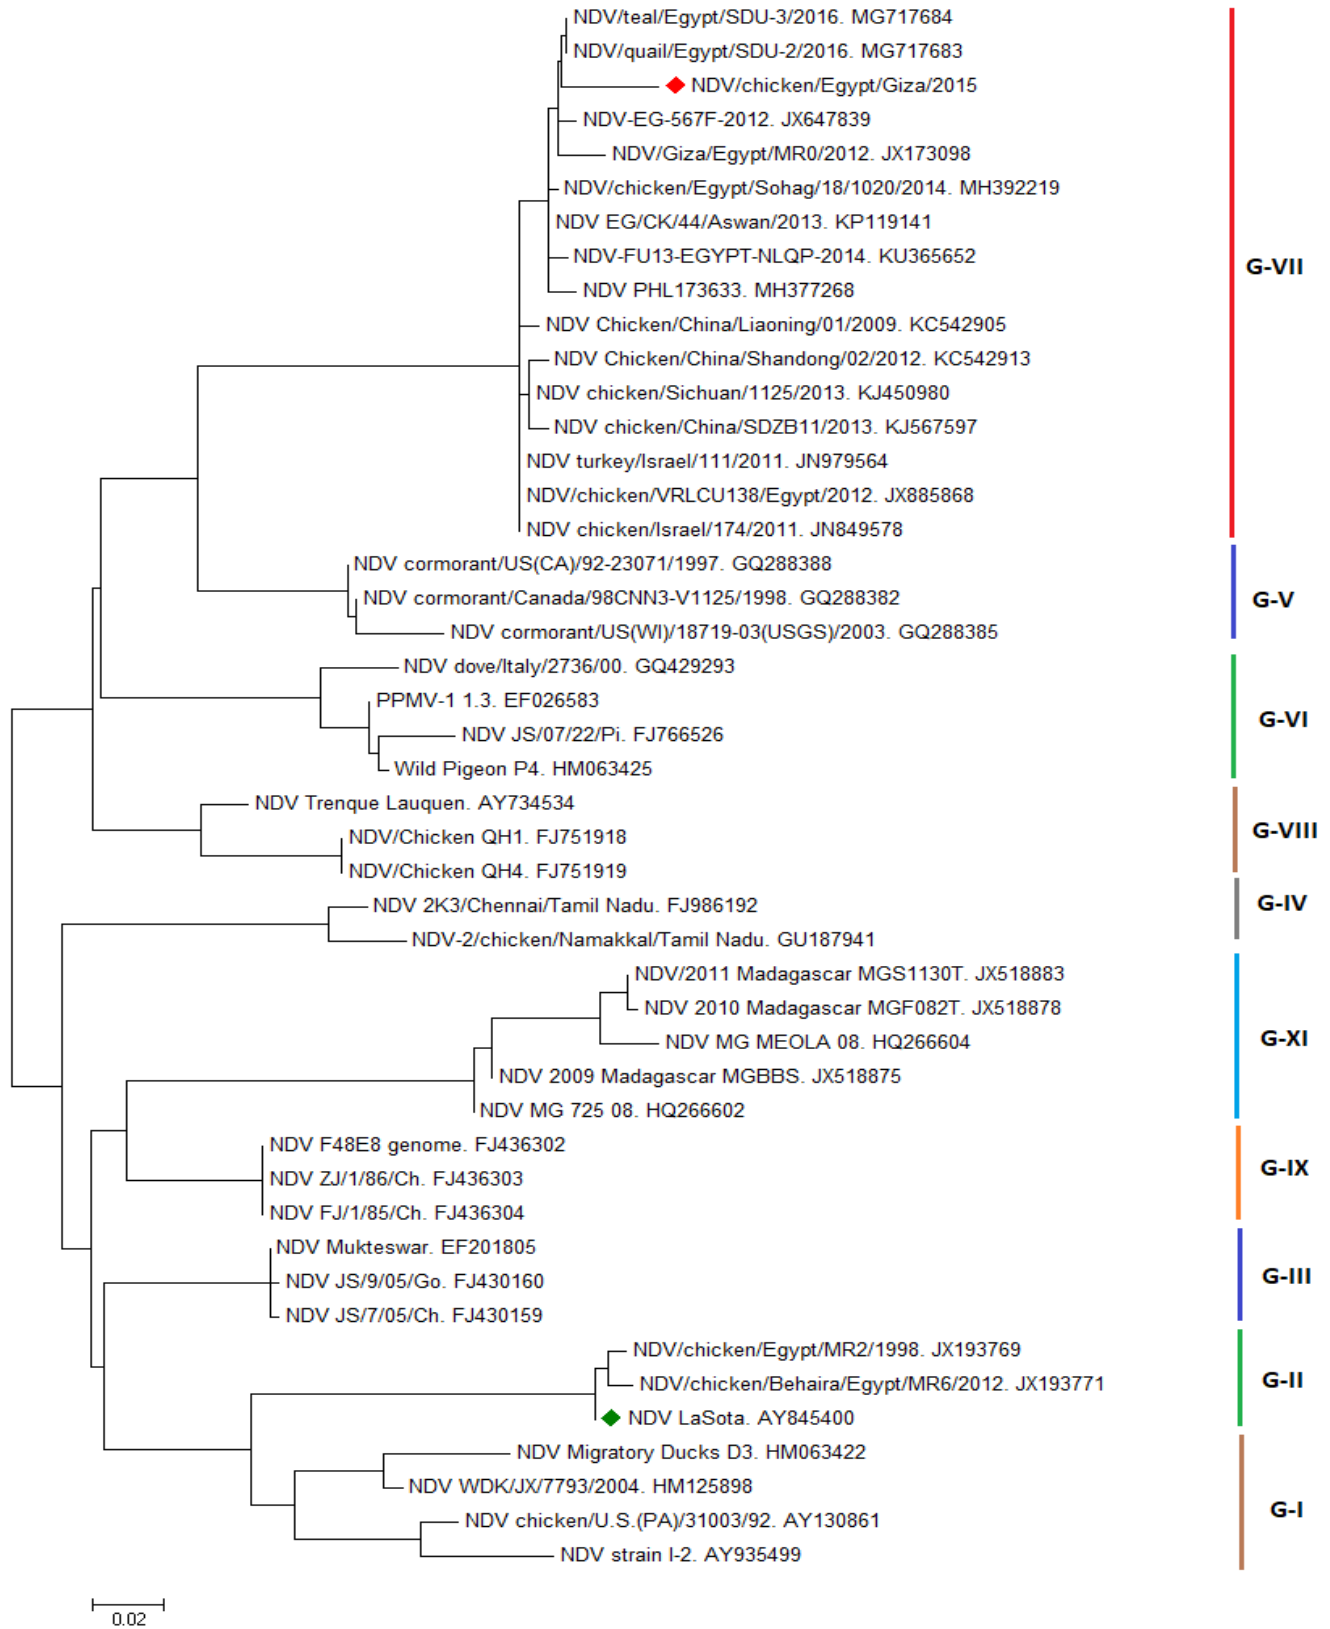 NDV/teal/Egypt/SDU-3/2016. MG717684
NDV/quail/Egypt/SDU-2/2016. MG717683
NDV/chicken/Egypt/Giza/2015
NDV-EG-567F-2012. JX647839
NDV/Giza/Egypt/MR0/2012. JX173098
NDV/chicken/Egypt/Sohag/18/1020/2014. MH392219
NDV EG/CK/44/Aswan/2013. KP119141
NDV-FU13-EGYPT-NLQP-2014. KU365652
G-VII
NDV PHL173633. MH377268
NDV Chicken/China/Liaoning/01/2009. KC542905
NDV Chicken/China/Shandong/02/2012. KC542913
NDV chicken/Sichuan/1125/2013. KJ450980
NDV chicken/China/SDZB11/2013. KJ567597
NDV turkey/Israel/111/2011. JN979564
NDV/chicken/VRLCU138/Egypt/2012. JX885868
NDV chicken/Israel/174/2011. JN849578
NDV cormorant/US(CA)/92-23071/1997. GQ288388
NDV cormorant/Canada/98CNN3-V1125/1998. GQ288382
G-V
NDV cormorant/US(WI)/18719-03(USGS)/2003. GQ288385
NDV dove/Italy/2736/00. GQ429293
PPMV-1 1.3. EF026583
G-VI
NDV JS/07/22/Pi. FJ766526
Wild Pigeon P4. HM063425
NDV Trenque Lauquen. AY734534
NDV/Chicken QH1. FJ751918
G-VIII
NDV/Chicken QH4. FJ751919
NDV 2K3/Chennai/Tamil Nadu. FJ986192
G-IV
NDV-2/chicken/Namakkal/Tamil Nadu. GU187941
NDV/2011 Madagascar MGS1130T. JX518883
NDV 2010 Madagascar MGF082T. JX518878
NDV MG MEOLA 08. HQ266604
G-XI
NDV 2009 Madagascar MGBBS. JX518875
NDV MG 725 08. HQ266602
NDV F48E8 genome. FJ436302
G-IX
NDV ZJ/1/86/Ch. FJ436303
NDV FJ/1/85/Ch. FJ436304
NDV Mukteswar. EF201805
NDV JS/9/05/Go. FJ430160
G-III
NDV JS/7/05/Ch. FJ430159
NDV/chicken/Egypt/MR2/1998. JX193769
NDV/chicken/Behaira/Egypt/MR6/2012. JX193771
G-II
NDV LaSota. AY845400
NDV Migratory Ducks D3. HM063422
NDV WDK/JX/7793/2004. HM125898
G-I
NDV chicken/U.S.(PA)/31003/92. AY130861
NDV strain I-2. AY935499
0.02